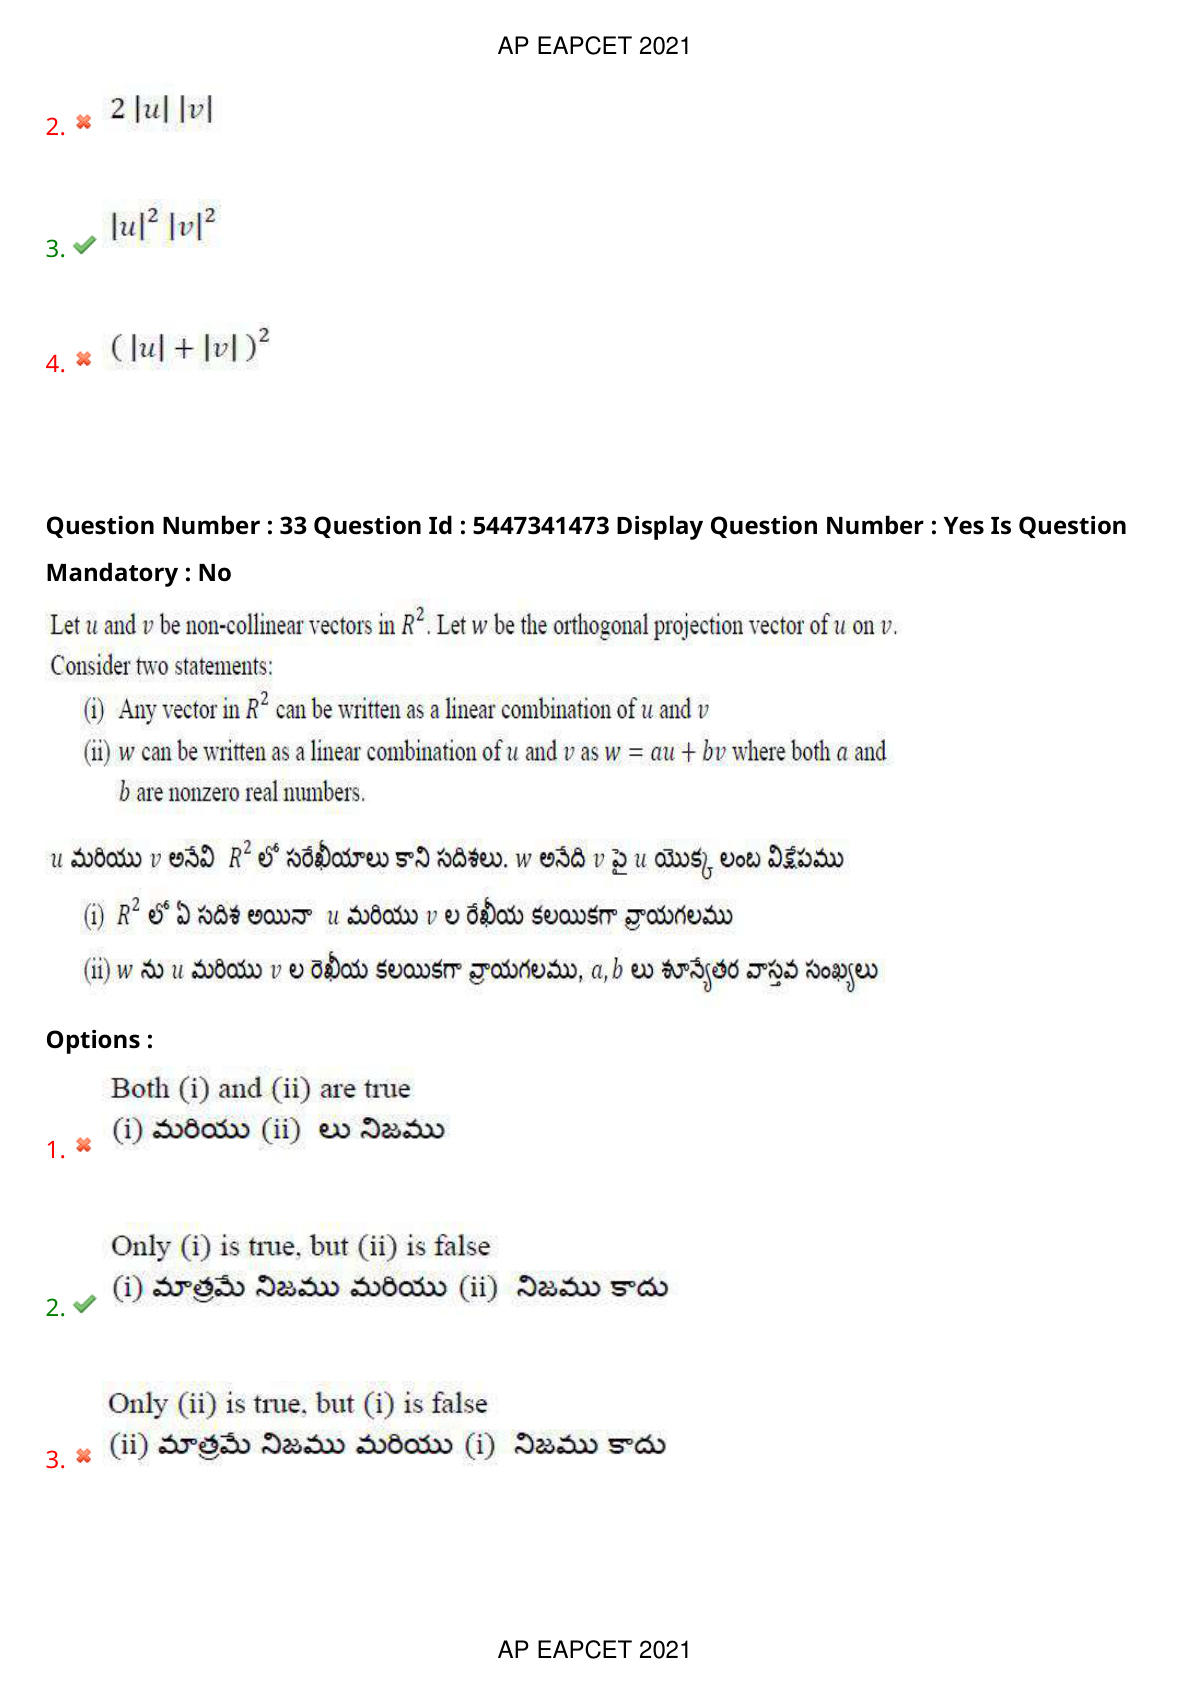 AP EAPCET 2021
2. 2 |u| |v|
3. |u|² |v|²
4. ( |u| + |v| )²
Question Number : 33 Question Id : 5447341473 Display Question Number : Yes Is Question
Mandatory : No
Let u and v be non-collinear vectors in R². Let w be the orthogonal projection vector of u on v.
Consider two statements:
(i) Any vector in R² can be written as a linear combination of u and v
(ii) w can be written as a linear combination of u and v as w = au + bv where both a and
b are nonzero real numbers.
u మరియు v అనేవి R² లో సరేఖీయాలు కాని సదిశలు. w అనేది v పై u యొక్క లంబ విక్షేపము
(i) R² లో ఏ సదిశ అయినా u మరియు v ల రేఖీయ కలయికగా వ్రాయగలము
(ii) w ను u మరియు v ల రెఖీయ కలయికగా వ్రాయగలము, a, b లు శూన్యేతర వాస్తవ సంఖ్యలు
Options :
Both (i) and (ii) are true
1. (i) మరియు (ii) లు నిజము
Only (i) is true, but (ii) is false
2. (i) మాత్రమే నిజము మరియు (ii) నిజము కాదు
Only (ii) is true, but (i) is false
3. (ii) మాత్రమే నిజము మరియు (i) నిజము కాదు
AP EAPCET 2021